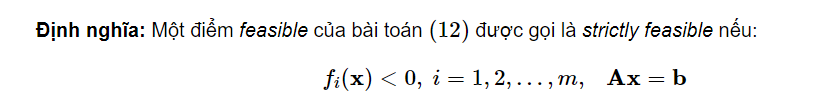 Định nghĩa: Một điểm feasible của bài toán (12) được gọi là strictly feasible nếu:
fᵢ(x) < 0, i = 1, 2, …, m, Ax = b